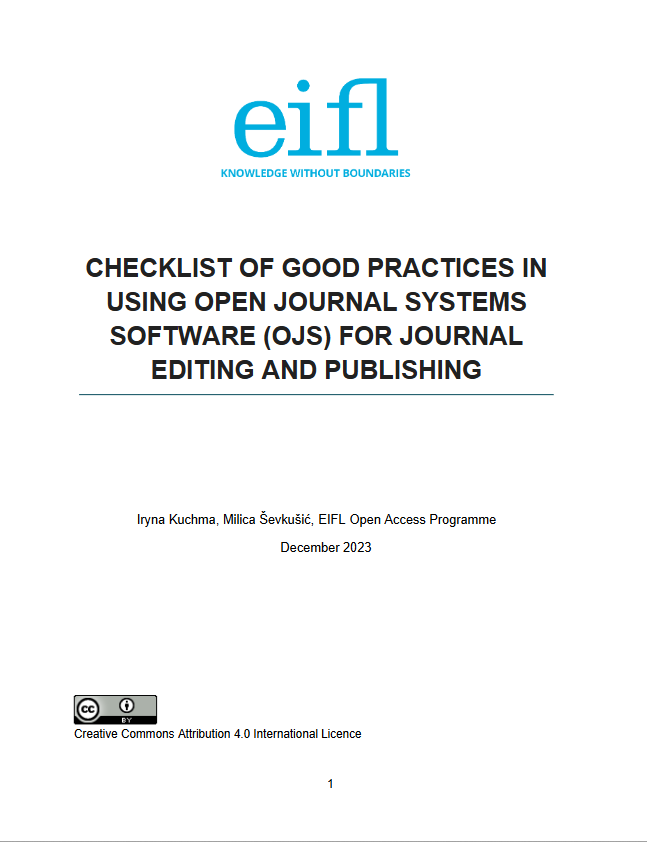 eifl
KNOWLEDGE WITHOUT BOUNDARIES
CHECKLIST OF GOOD PRACTICES IN
USING OPEN JOURNAL SYSTEMS
SOFTWARE (OJS) FOR JOURNAL
EDITING AND PUBLISHING
Iryna Kuchma, Milica Ševkušić, EIFL Open Access Programme
December 2023
cc
BY
Creative Commons Attribution 4.0 International Licence
1